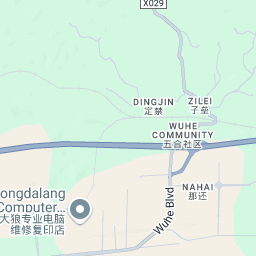 X029
DINGJIN
定禁
ZILEI
子垒
WUHE
COMMUNITY
五合社区
NAHAI
那还
Wuhe Blvd
ongdalang
Computer...
大狼专业电脑
维修复印店